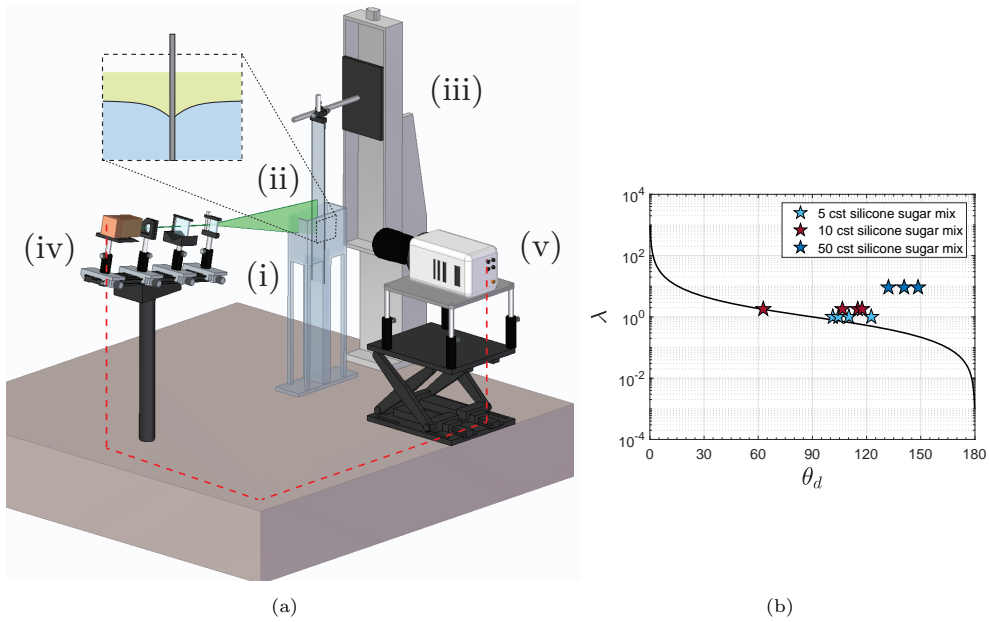 (iii)
(ii)
(iv)
(v)
(i)
10^4
10^2
10^0
10^-2
10^-4
λ
5 cst silicone sugar mix
10 cst silicone sugar mix
50 cst silicone sugar mix
0 30 60 90 120 150 180
θ_d
(a) (b)